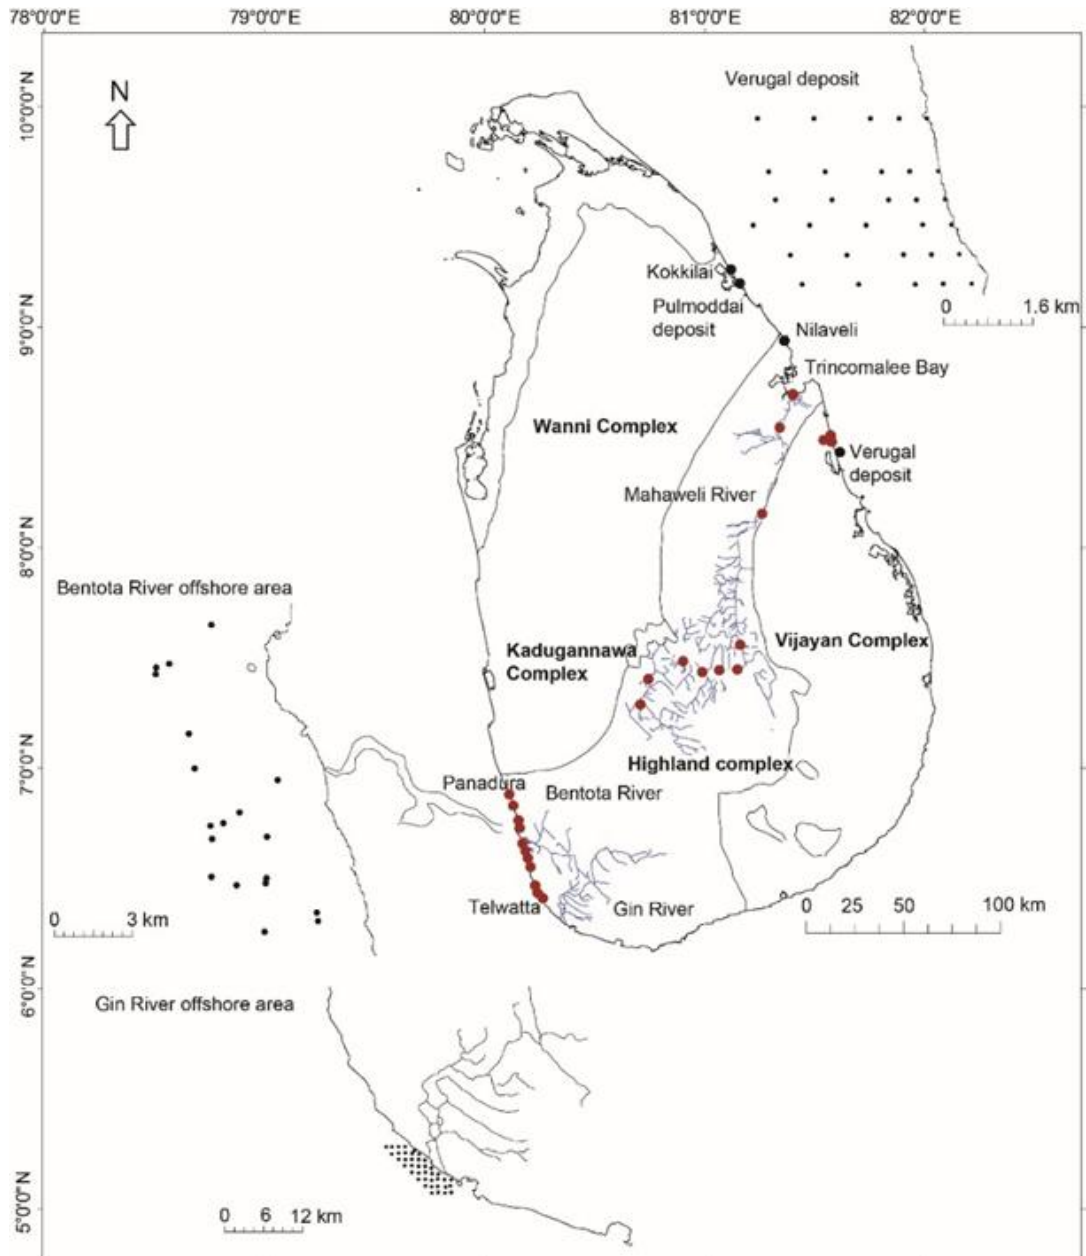 78°0'0"E
79°0'0"E
80°0'0"E
81°0'0"E
82°0'0"E
N
10°0'0"N
9°0'0"N
8°0'0"N
7°0'0"N
6°0'0"N
5°0'0"N
Verugal deposit
0 1.6 km
Kokkilai
Pulmoddai
deposit
Nilaveli
Trincomalee Bay
Wanni Complex
Verugal
deposit
Mahaweli River
Bentota River offshore area
Kadugannawa
Complex
Vijayan Complex
Highland complex
Panadura
Bentota River
Telwatta
Gin River
0 3 km
0 25 50 100 km
Gin River offshore area
0 6 12 km